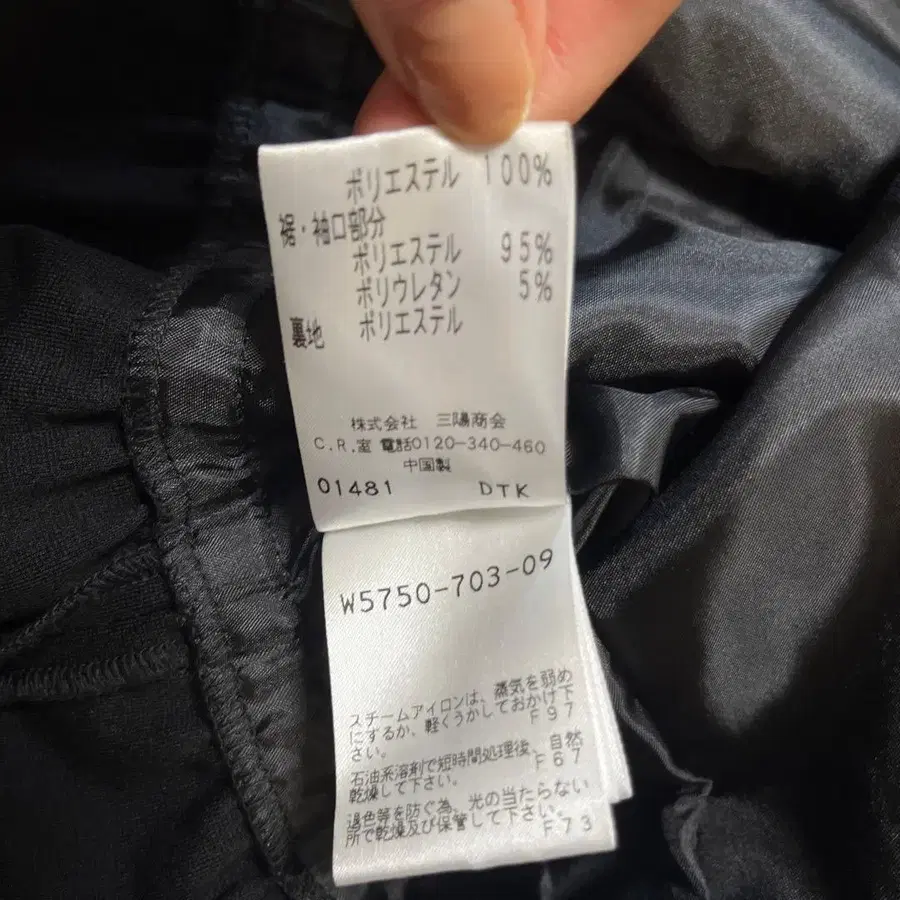 ポリエステル 100%
裾・袖口部分
ポリエステル 95%
ポリウレタン 5%
裏地 ポリエステル
株式会社 三陽商会
C.R.室 電話0120-340-460
中国製
01481 DTK
W5750-703-09
スチームアイロンは、蒸気を弱め
にするか、軽くうかしておかけ下
さい。 F97
石油系溶剤で短時間処理後、自然
乾燥して下さい。 F67
退色等を防ぐ為、光の当たらない
所で乾燥及び保管して下さい。
F73